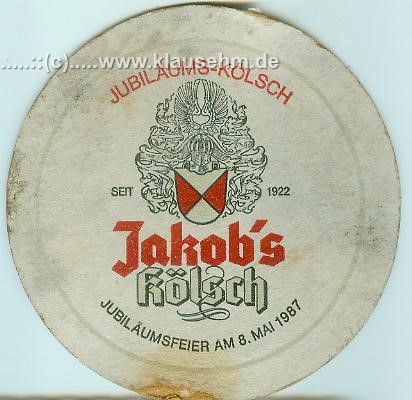 .....::(c).....www.klausehm.de
JUBILÄUMS-KÖLSCH
SEIT 1922
Jakob's
Kölsch
JUBILÄUMSFEIER AM 8. MAI 1987